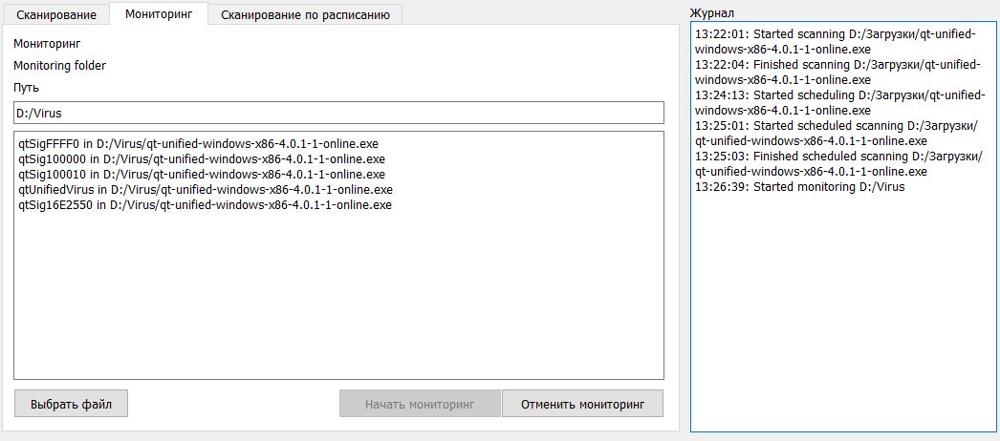 Сканирование
Мониторинг
Сканирование по расписанию
Мониторинг
Monitoring folder
Путь
D:/Virus
qtSigFFFF0 in D:/Virus/qt-unified-windows-x86-4.0.1-1-online.exe
qtSig100000 in D:/Virus/qt-unified-windows-x86-4.0.1-1-online.exe
qtSig100010 in D:/Virus/qt-unified-windows-x86-4.0.1-1-online.exe
qtUnifiedVirus in D:/Virus/qt-unified-windows-x86-4.0.1-1-online.exe
qtSig16E2550 in D:/Virus/qt-unified-windows-x86-4.0.1-1-online.exe
Выбрать файл
Начать мониторинг
Отменить мониторинг
Журнал
13:22:01: Started scanning D:/Загрузки/qt-unified-
windows-x86-4.0.1-1-online.exe
13:22:04: Finished scanning D:/Загрузки/qt-unified-
windows-x86-4.0.1-1-online.exe
13:24:13: Started scheduling D:/Загрузки/qt-unified-
windows-x86-4.0.1-1-online.exe
13:25:01: Started scheduled scanning D:/Загрузки/
qt-unified-windows-x86-4.0.1-1-online.exe
13:25:03: Finished scheduled scanning D:/Загрузки/
qt-unified-windows-x86-4.0.1-1-online.exe
13:26:39: Started monitoring D:/Virus